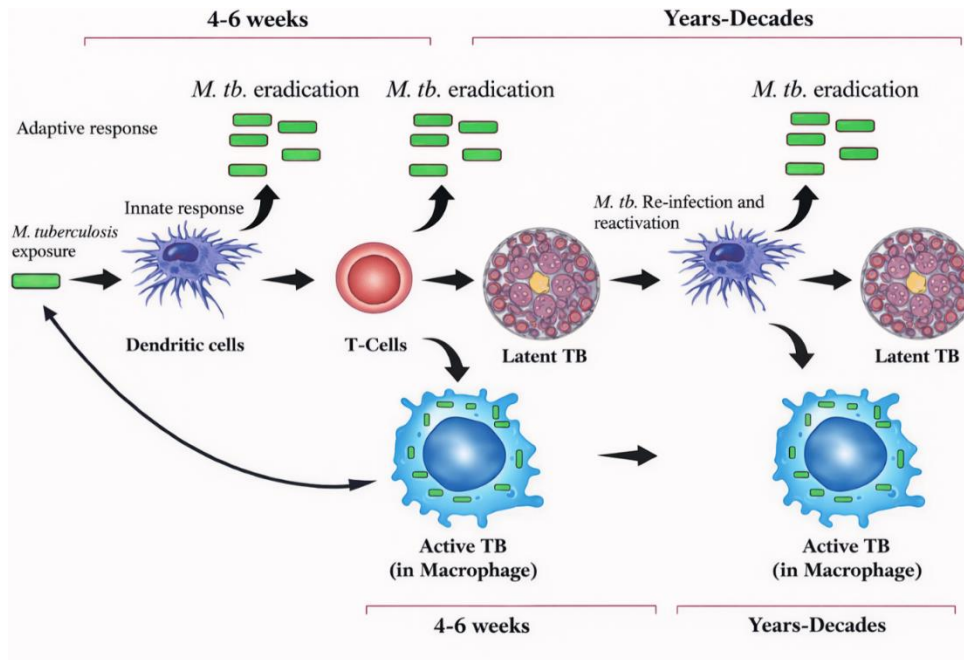 4-6 weeks
Years-Decades
M. tb. eradication
M. tb. eradication
M. tb. eradication
Adaptive response
Innate response
M. tb. Re-infection and
reactivation
M. tuberculosis
exposure
Dendritic cells
T-Cells
Latent TB
Latent TB
Active TB
(in Macrophage)
Active TB
(in Macrophage)
4-6 weeks
Years-Decades